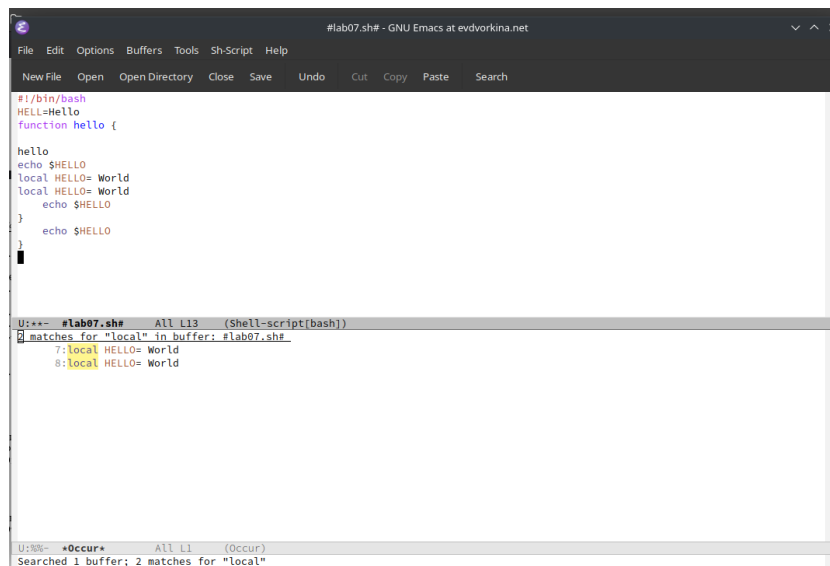 #lab07.sh# - GNU Emacs at evdvorkina.net
File Edit Options Buffers Tools Sh-Script Help
New File Open Open Directory Close Save Undo Cut Copy Paste Search
#!/bin/bash
HELL=Hello
function hello {
hello
echo $HELLO
local HELLO= World
local HELLO= World
echo $HELLO
}
echo $HELLO
}
U:**- #lab07.sh# All L13 (Shell-script[bash])
2 matches for "local" in buffer: #lab07.sh#
7:local HELLO= World
8:local HELLO= World
U:%%- *Occur* All L1 (Occur)
Searched 1 buffer; 2 matches for "local"